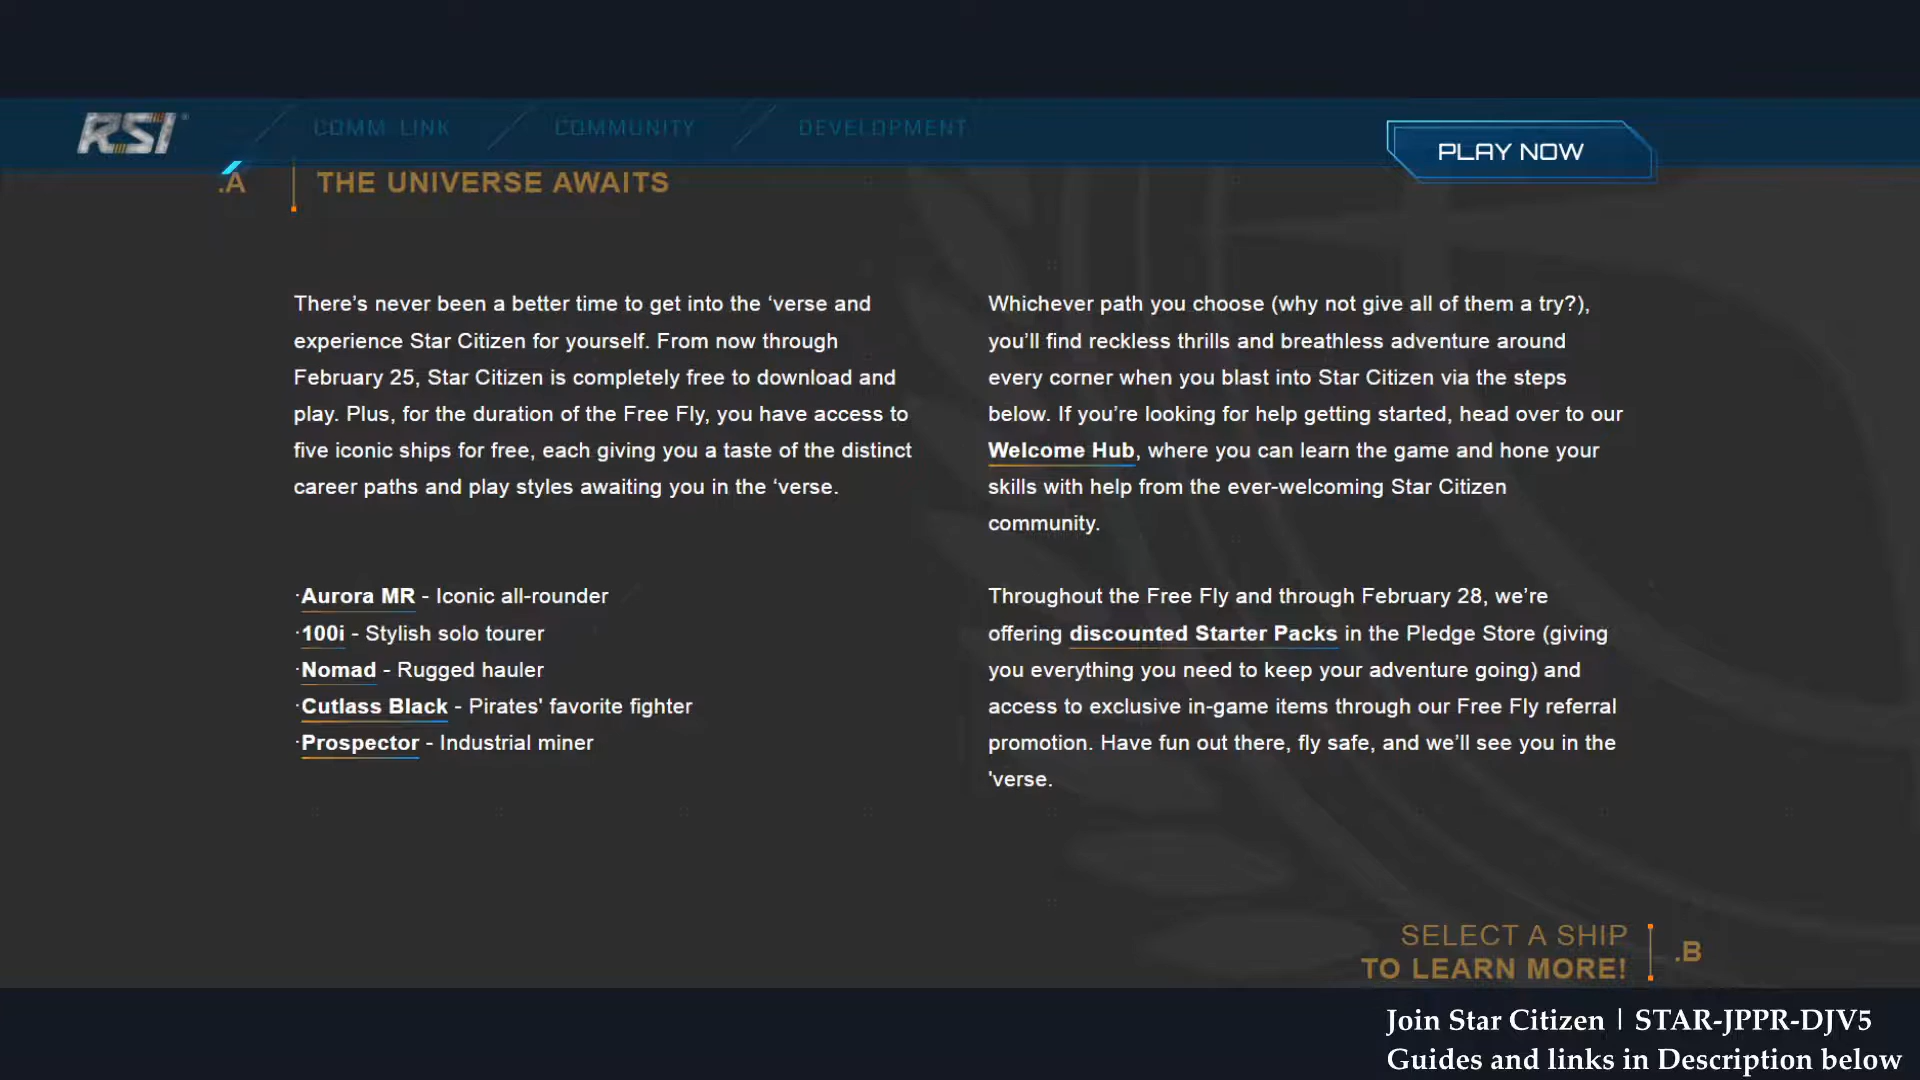 RSI
COMM-LINK
COMMUNITY
DEVELOPMENT
PLAY NOW
.A
THE UNIVERSE AWAITS
There’s never been a better time to get into the ‘verse and
experience Star Citizen for yourself. From now through
February 25, Star Citizen is completely free to download and
play. Plus, for the duration of the Free Fly, you have access to
five iconic ships for free, each giving you a taste of the distinct
career paths and play styles awaiting you in the ‘verse.
·Aurora MR - Iconic all-rounder
·100i - Stylish solo tourer
·Nomad - Rugged hauler
·Cutlass Black - Pirates' favorite fighter
·Prospector - Industrial miner
Whichever path you choose (why not give all of them a try?),
you’ll find reckless thrills and breathless adventure around
every corner when you blast into Star Citizen via the steps
below. If you’re looking for help getting started, head over to our
Welcome Hub, where you can learn the game and hone your
skills with help from the ever-welcoming Star Citizen
community.
Throughout the Free Fly and through February 28, we’re
offering discounted Starter Packs in the Pledge Store (giving
you everything you need to keep your adventure going) and
access to exclusive in-game items through our Free Fly referral
promotion. Have fun out there, fly safe, and we’ll see you in the
'verse.
SELECT A SHIP
TO LEARN MORE!
.B
Join Star Citizen | STAR-JPPR-DJV5
Guides and links in Description below